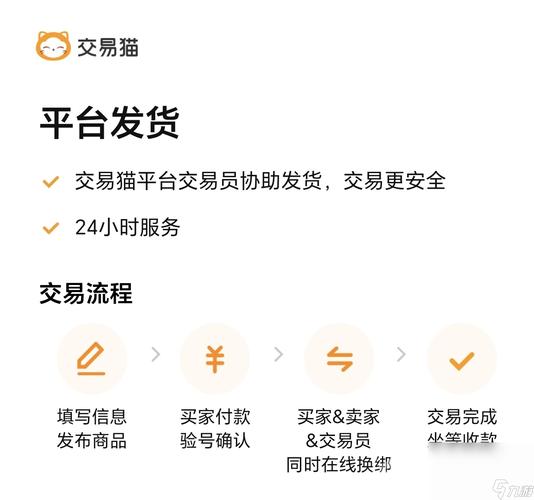 交易猫
平台发货
交易猫平台交易员协助发货，交易更安全
24小时服务
交易流程
填写信息
发布商品
买家付款
验号确认
买家&卖家
&交易员
同时在线换绑
交易完成
坐等收款
九游